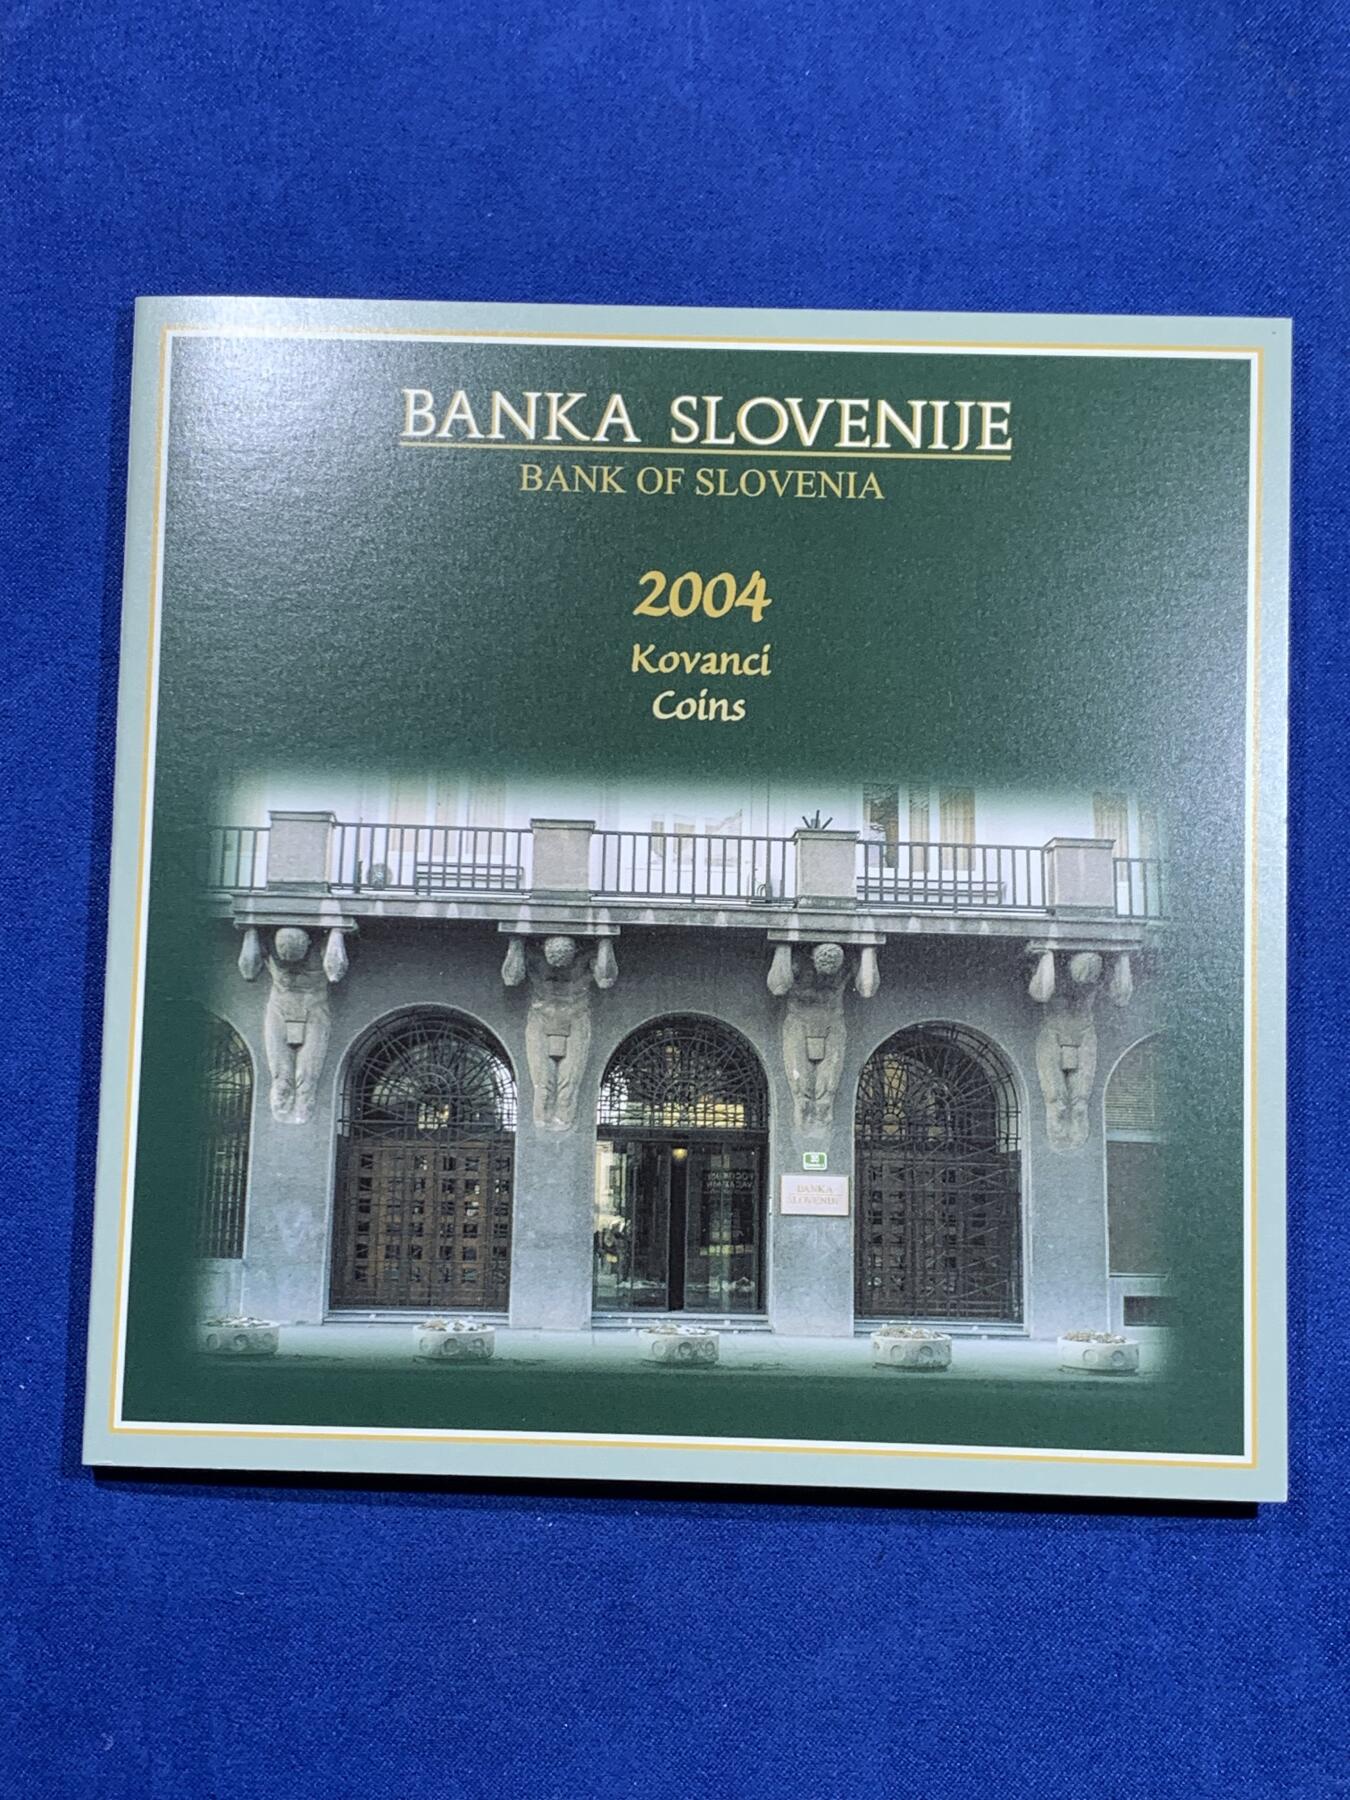 BANKA SLOVENIJE
BANK OF SLOVENIA
2004
Kovanci
Coins
BANKA
SLOVENIJE